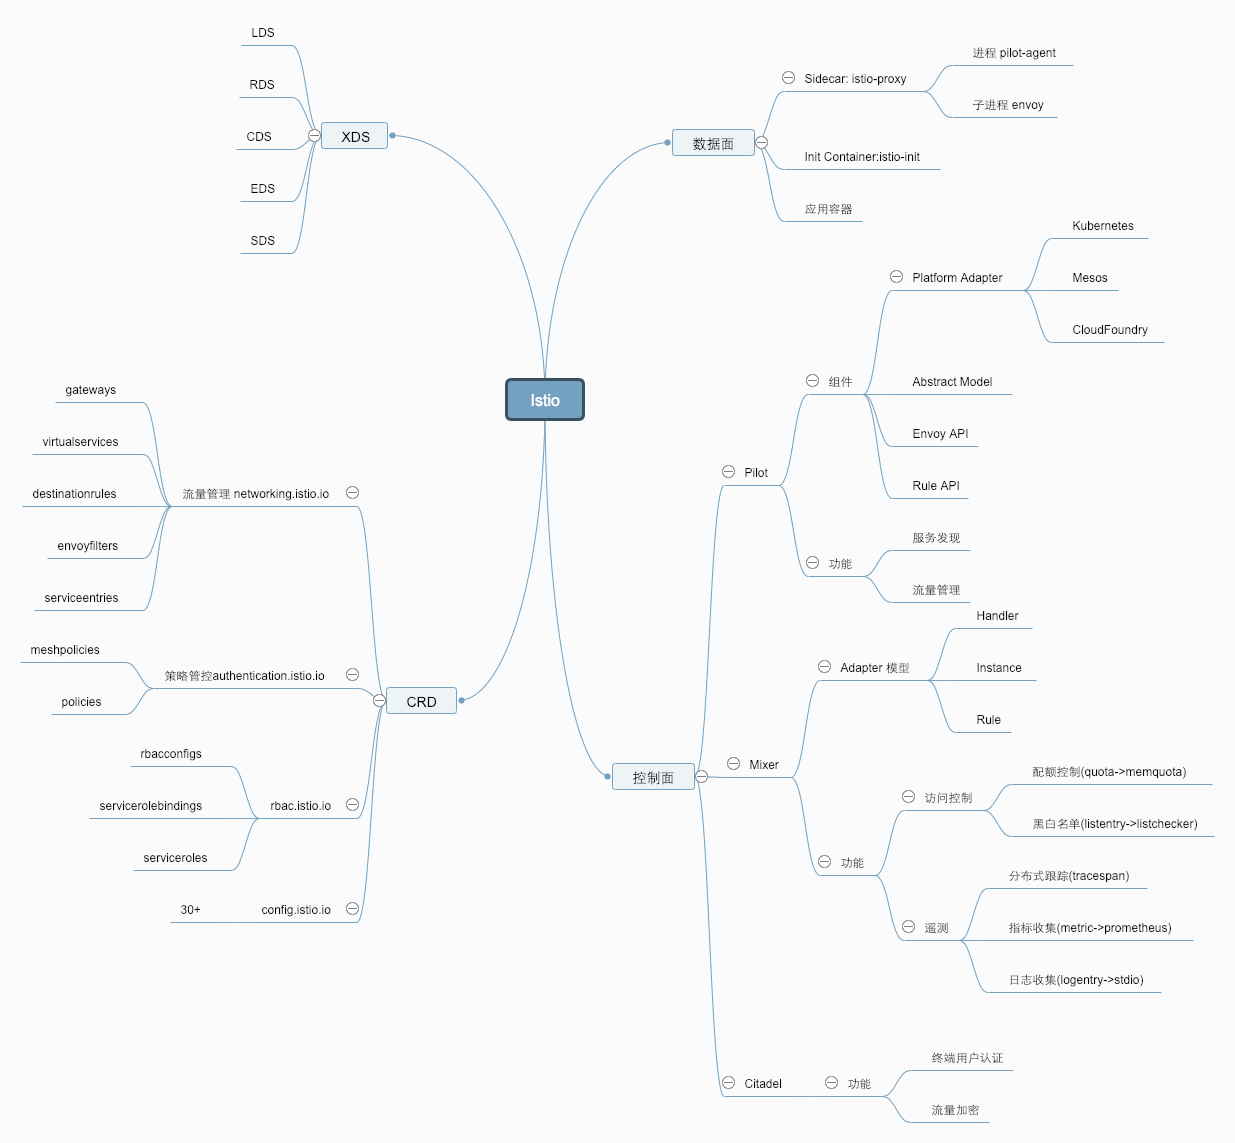 Istio
XDS
LDS
RDS
CDS
EDS
SDS
数据面
Sidecar: istio-proxy
进程 pilot-agent
子进程 envoy
Init Container:istio-init
应用容器
CRD
流量管理 networking.istio.io
gateways
virtualservices
destinationrules
envoyfilters
serviceentries
策略管控authentication.istio.io
meshpolicies
policies
rbac.istio.io
rbacconfigs
servicerolebindings
serviceroles
config.istio.io
30+
控制面
Pilot
组件
Platform Adapter
Kubernetes
Mesos
CloudFoundry
Abstract Model
Envoy API
Rule API
功能
服务发现
流量管理
Mixer
Adapter 模型
Handler
Instance
Rule
功能
访问控制
配额控制(quota->memquota)
黑白名单(listentry->listchecker)
遥测
分布式跟踪(tracespan)
指标收集(metric->prometheus)
日志收集(logentry->stdio)
Citadel
功能
终端用户认证
流量加密